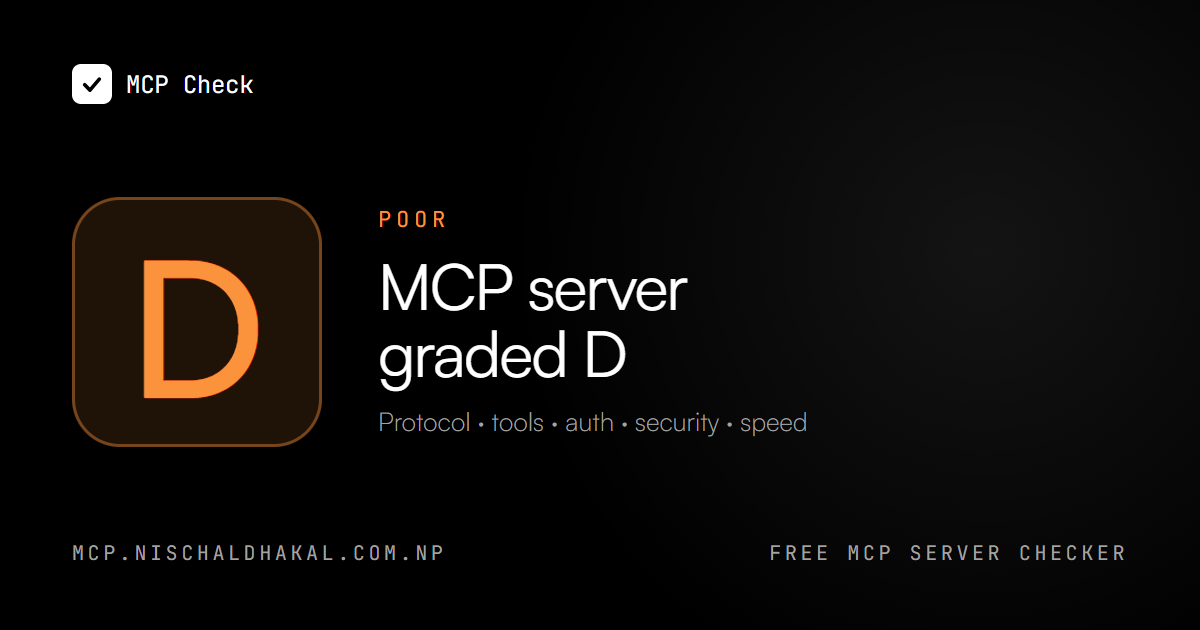 MCP Check
D
POOR
MCP server
graded D
Protocol • tools • auth • security • speed
MCP.NISCHALDHAKAL.COM.NP
FREE MCP SERVER CHECKER